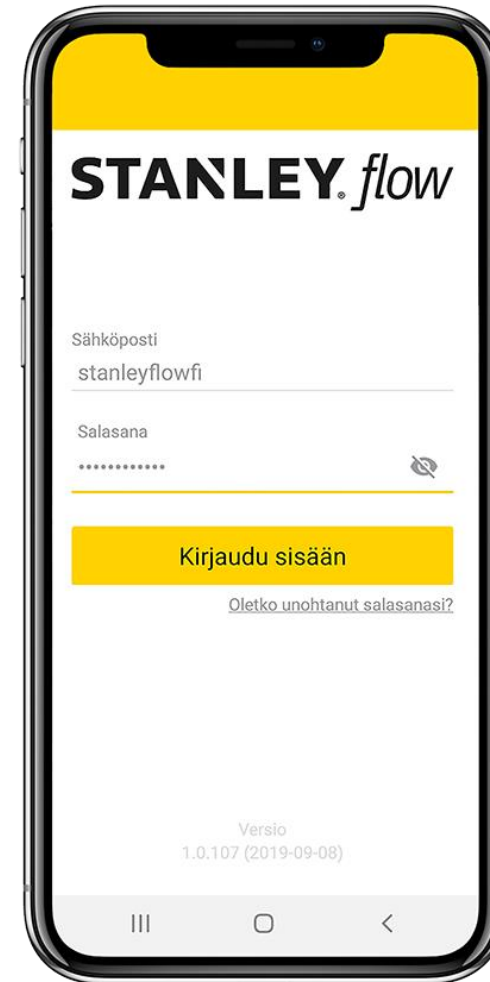 STANLEY® flow
Sähköposti
stanleyflowfi
Salasana
••••••••••••
Kirjaudu sisään
Oletko unohtanut salasanasi?
Versio
1.0.107 (2019-09-08)